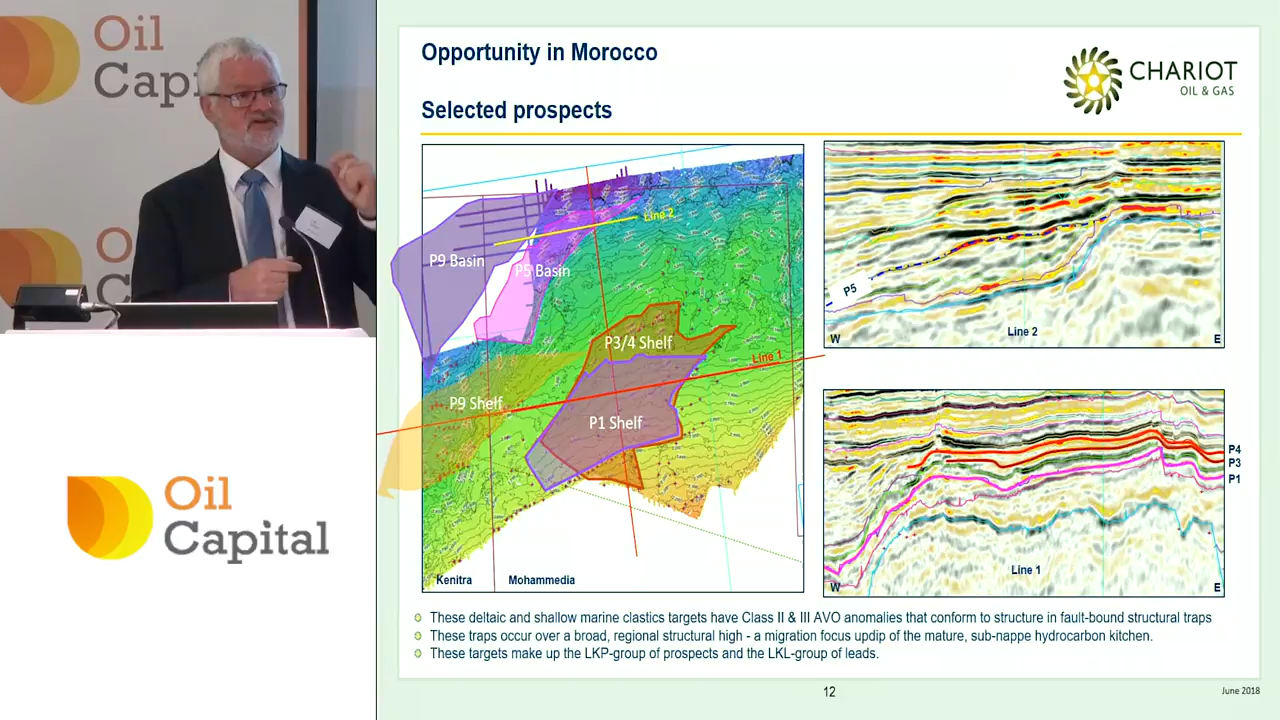 Oil
Capi
O
C
Oil
Capital
Opportunity in Morocco
Selected prospects
CHARIOT
OIL & GAS
Line 2
P9 Basin
P5 Basin
P3/4 Shelf
Line 1
P9 Shelf
P1 Shelf
Kenitra
Mohammedia
P5
W
Line 2
E
P4
P3
P1
Line 1
W
E
These deltaic and shallow marine clastics targets have Class II & III AVO anomalies that conform to structure in fault-bound structural traps
These traps occur over a broad, regional structural high - a migration focus updip of the mature, sub-nappe hydrocarbon kitchen.
These targets make up the LKP-group of prospects and the LKL-group of leads.
12
June 2018